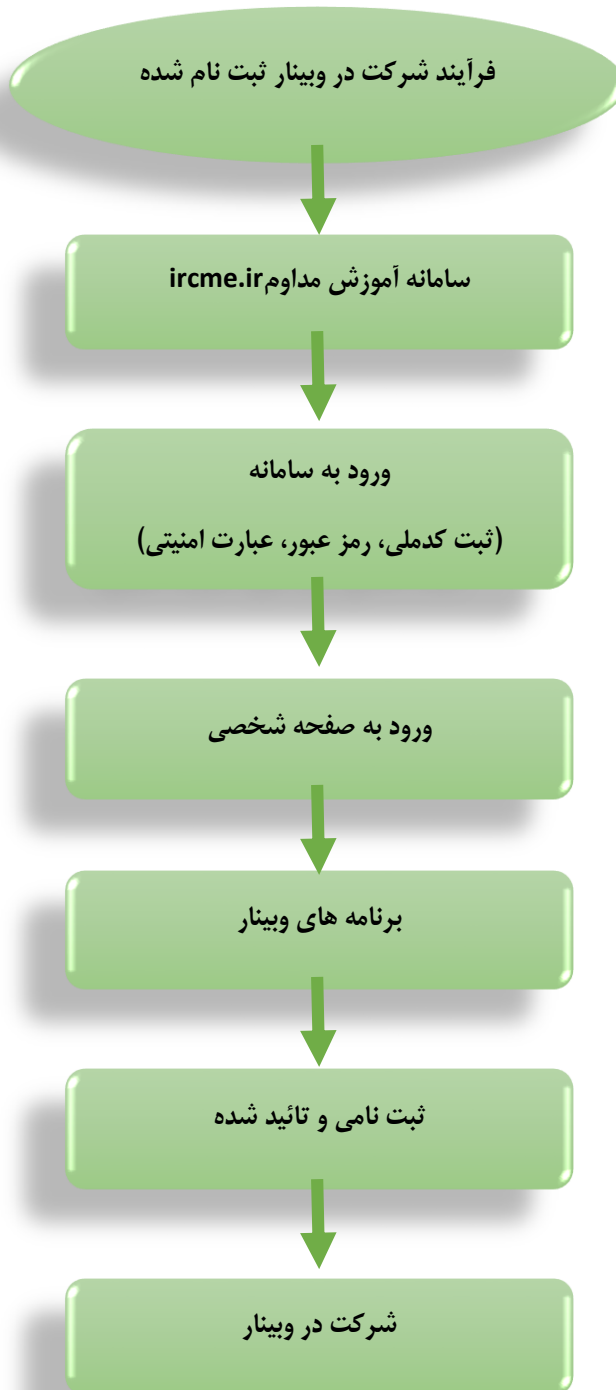 فرآیند شرکت در وبینار ثبت نام شده
سامانه آموزش مداومircme.ir
ورود به سامانه
(ثبت کدملی، رمز عبور، عبارت امنیتی)
ورود به صفحه شخصی
برنامه های وبینار
ثبت نامی و تائید شده
شرکت در وبینار